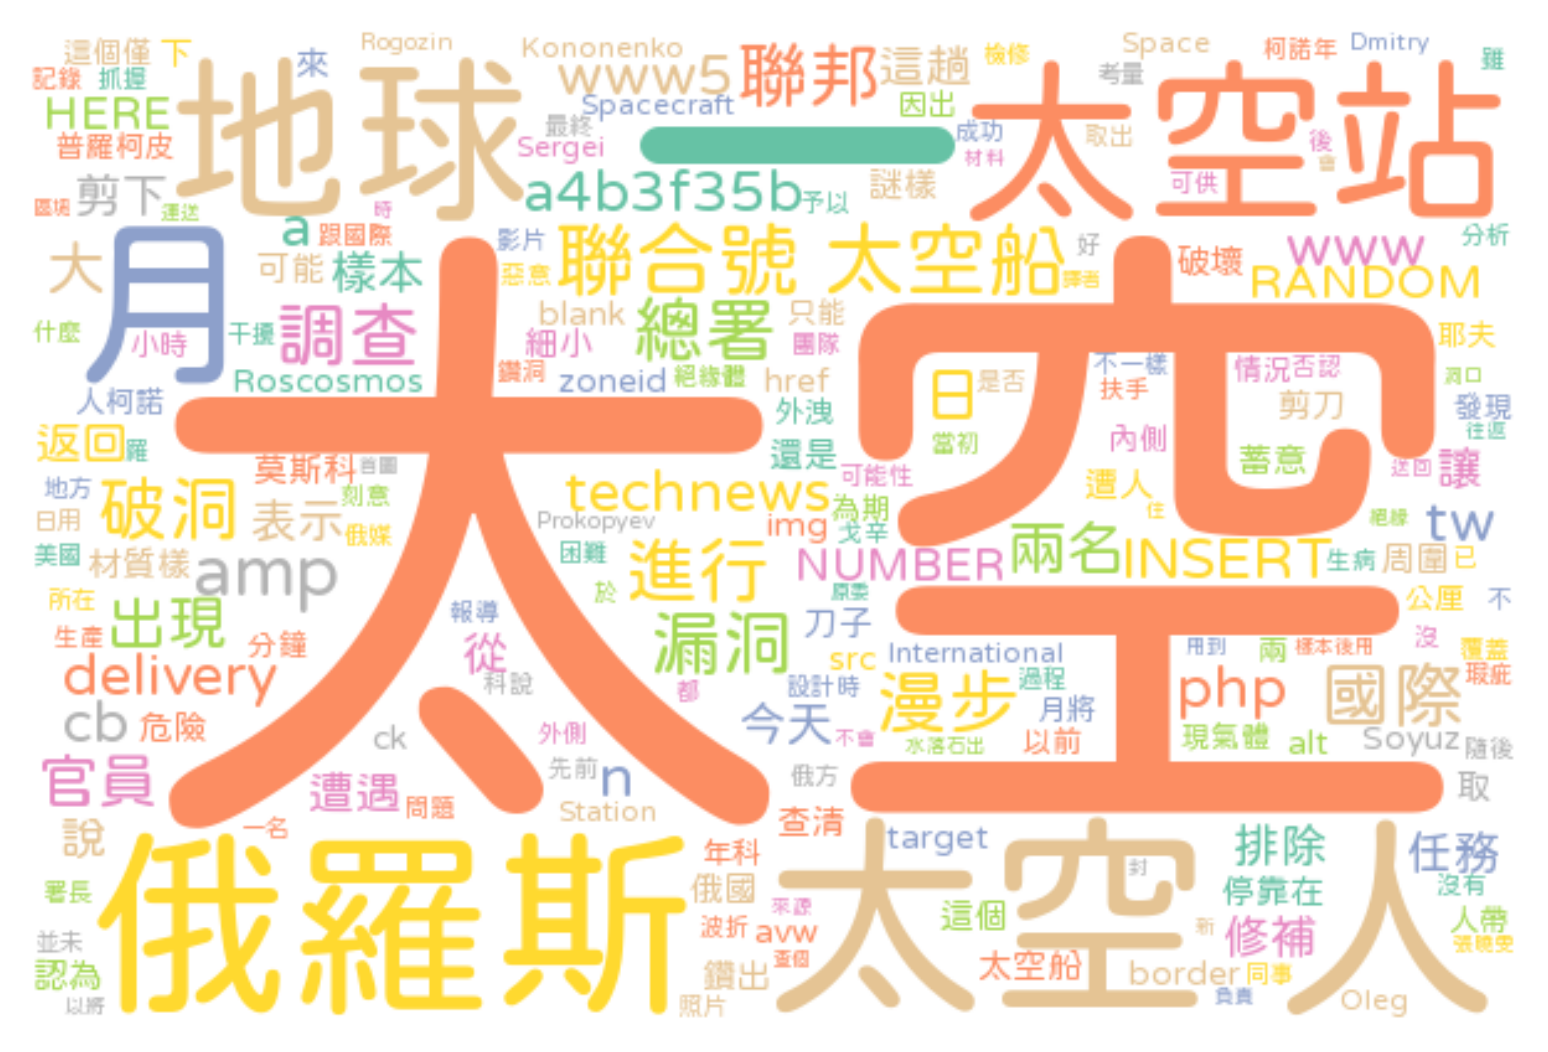 這個僅 下 來 Rogozin Kononenko 聯邦 這趟 檢修 Space 柯諾年 Dmitry 雖
記錄 抓握 地球 www5 太空站 考量
HERE Spacecraft 因出
普羅柯皮 最終 Sergei 一 成功 取出 後
材料 會
剪下 a4b3f35b 予以 謎樣 可供
區塊 運送 時
a 跟國際 影片 聯合號 太空船 好 破壞 www 分析
大 月 可能 樣本 惡意 譯者 RANDOM
什麼 小時 干擾 調查 blank 總署 只能 耶夫
細小 團隊
Roscosmos 鑽洞 zoneid 絕緣體 href 太空 不一樣 情況 否認 洞口
人柯諾 外洩 日 是否 扶手 剪刀 發現
返回 羅 還是 當初 內側 往返
莫斯科 首圖 可能性 蓄意 送回 讓
地方 破洞 表示 刻意 technews 為期 遭人
日用 俄媒 Prokopyev img 戈辛 住 絕緣 tw
美國 材質樣 amp 困難 進行 NUMBER 兩名 INSERT 生病 周圍 已
所在 出現 報導 於 原要 公厘 不
生產 分鐘 從 漏洞 刀子 用到 兩 樣本後用 沒 覆蓋
delivery 科說 都 src International 過程 國際 瑕疵
cb 危險 設計時 漫步 月將 php
ck 外側 今天 不會 水落石出 以前 現氣體 alt Soyuz 隨後
官員 遭遇 問題 先前 n 俄方 取
Station
說 一名 查清 target 排除 任務
俄羅斯 年科 太空人 封
署長 俄國 來源 這個 停靠在 沒有
並未 波折 avw 新 修補 人帶
張曉雯
認為 鑽出 查個 太空船 border 同事
以將 照片 負責 Oleg